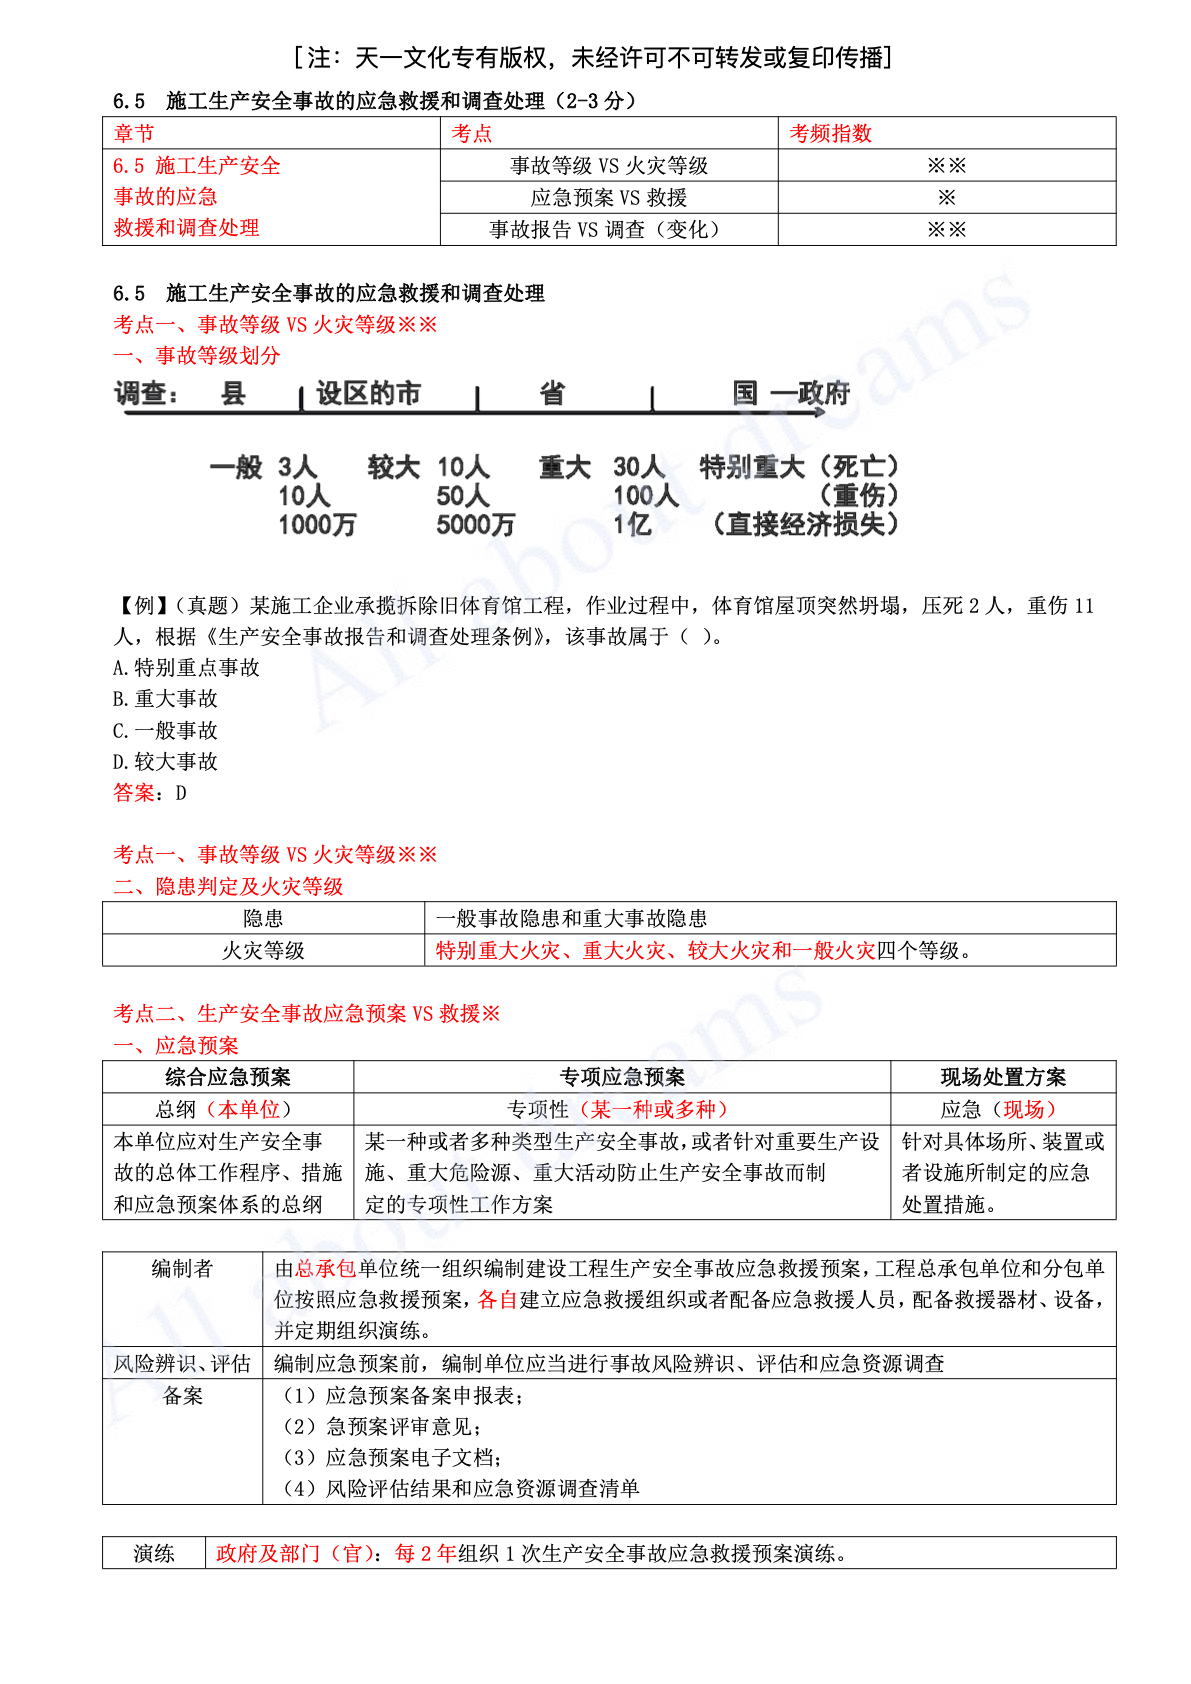 [注：天一文化专有版权，未经许可不可转发或复印传播]
6.5 施工生产安全事故的应急救援和调查处理（2-3 分）
章节 考点 考频指数
6.5 施工生产安全
事故的应急
救援和调查处理
事故等级 VS 火灾等级 ※※
应急预案 VS 救援 ※
事故报告 VS 调查（变化） ※※
6.5 施工生产安全事故的应急救援和调查处理
考点一、事故等级 VS 火灾等级※※
一、事故等级划分
调查： 县 设区的市 省 国 —政府
一般 3人 较大 10人 重大 30人 特别重大（死亡）
10人 50人 100人 （重伤）
1000万 5000万 1亿 （直接经济损失）
【例】（真题）某施工企业承揽拆除旧体育馆工程，作业过程中，体育馆屋顶突然坍塌，压死 2 人，重伤 11
人，根据《生产安全事故报告和调查处理条例》，该事故属于（ ）。
A.特别重点事故
B.重大事故
C.一般事故
D.较大事故
答案：D
考点一、事故等级 VS 火灾等级※※
二、隐患判定及火灾等级
隐患 一般事故隐患和重大事故隐患
火灾等级 特别重大火灾、重大火灾、较大火灾和一般火灾四个等级。
考点二、生产安全事故应急预案 VS 救援※
一、应急预案
综合应急预案 专项应急预案 现场处置方案
总纲（本单位） 专项性（某一种或多种） 应急（现场）
本单位应对生产安全事
故的总体工作程序、措施
和应急预案体系的总纲
某一种或者多种类型生产安全事故，或者针对重要生产设
施、重大危险源、重大活动防止生产安全事故而制
定的专项性工作方案
针对具体场所、装置或
者设施所制定的应急
处置措施。
编制者
由总承包单位统一组织编制建设工程生产安全事故应急救援预案，工程总承包单位和分包单
位按照应急救援预案，各自建立应急救援组织或者配备应急救援人员，配备救援器材、设备，
并定期组织演练。
风险辨识、评估 编制应急预案前，编制单位应当进行事故风险辨识、评估和应急资源调查
备案
（1）应急预案备案申报表；
（2）急预案评审意见；
（3）应急预案电子文档；
（4）风险评估结果和应急资源调查清单
演练 政府及部门（官）：每 2 年组织 1 次生产安全事故应急救援预案演练。
All about dreams
All about dreams